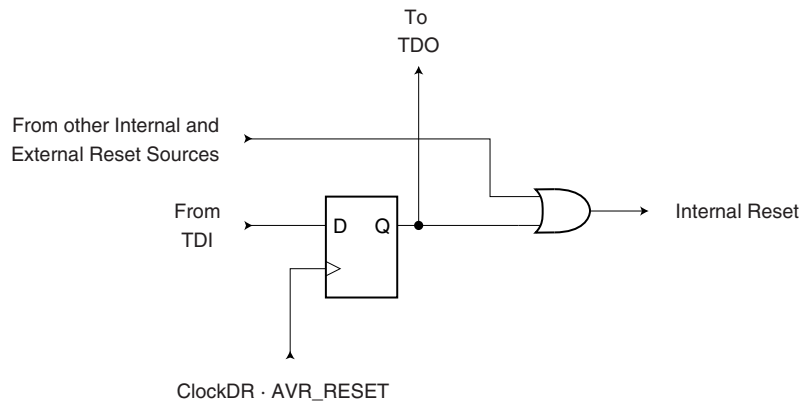 To
TDO
From other Internal and
External Reset Sources
From
TDI
D Q
Internal Reset
ClockDR · AVR_RESET